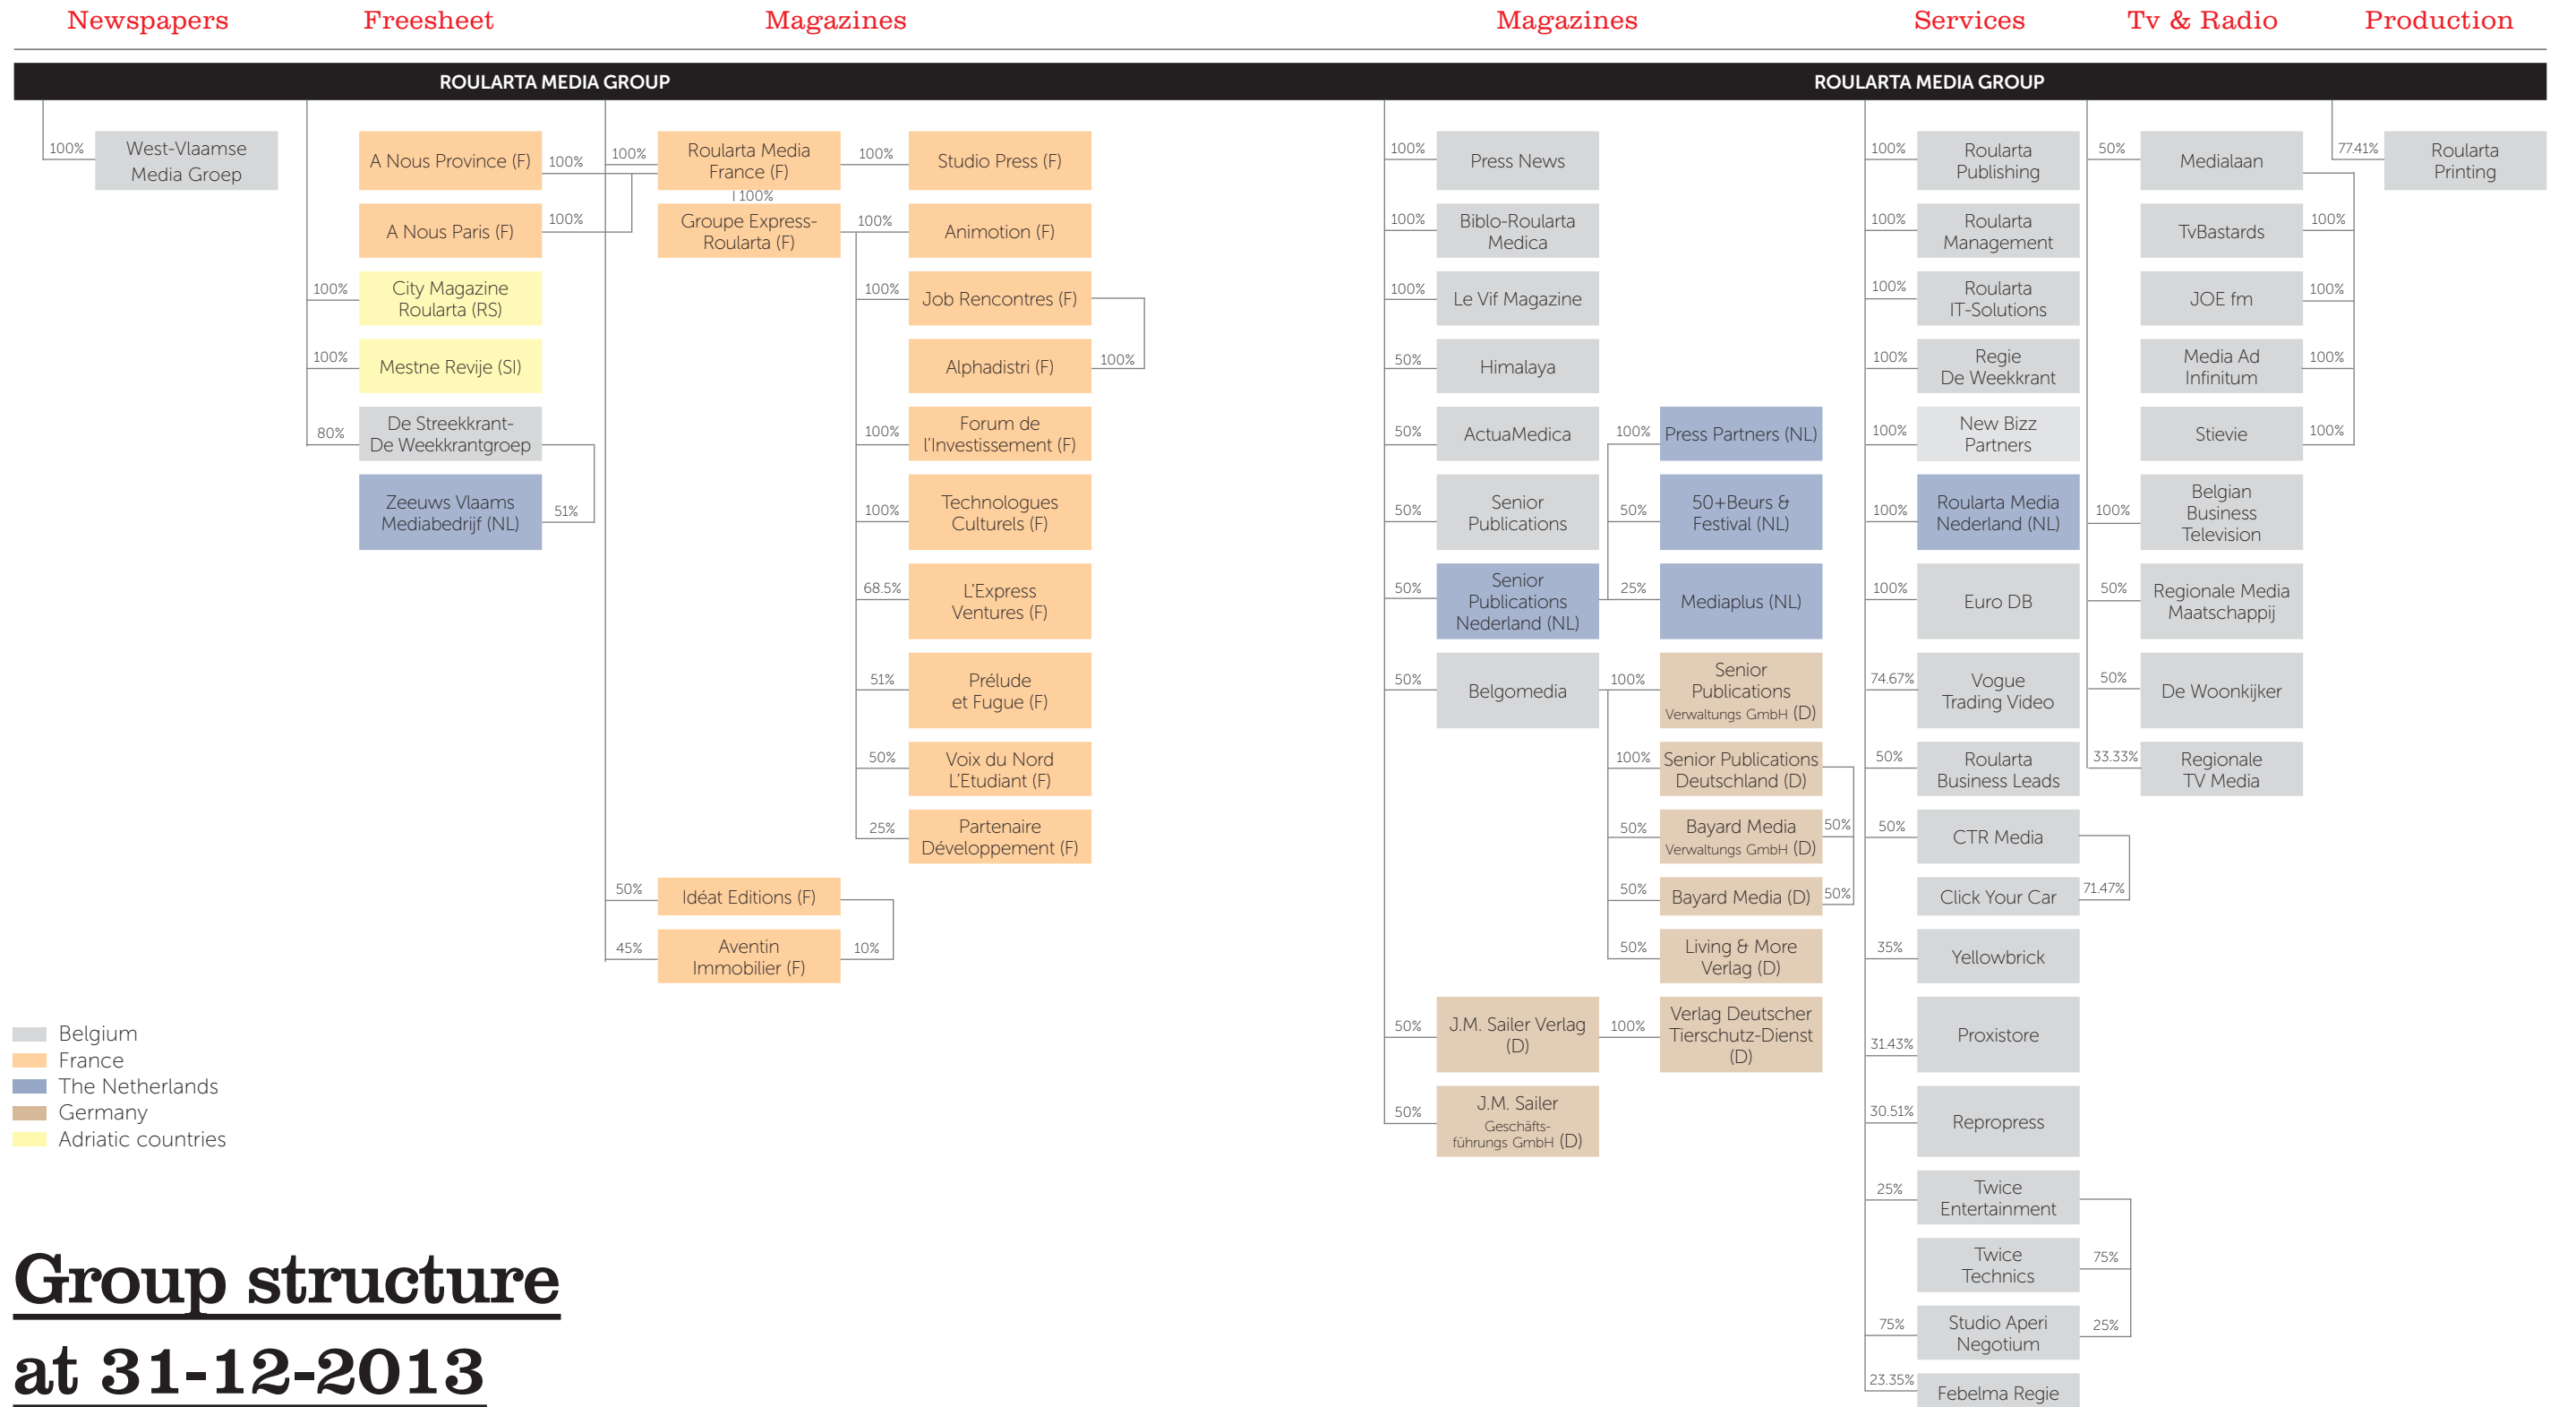 Newspapers
Freesheet
Magazines
Magazines
Services
Tv & Radio
Production
ROULARTA MEDIA GROUP
ROULARTA MEDIA GROUP
100%
West-Vlaamse
Media Groep
A Nous Province (F)
100%
A Nous Paris (F)
100%
100%
City Magazine
Roularta (RS)
100%
Mestne Revije (SI)
80%
De Streekkrant-
De Weekkrantgroep
Zeeuws Vlaams
Mediabedrijf (NL)
51%
100%
Roularta Media
France (F)
100%
Studio Press (F)
100%
Groupe Express-
Roularta (F)
100%
Animotion (F)
100%
Job Rencontres (F)
Alphadistri (F)
100%
100%
Forum de
l'Investissement (F)
100%
Technologues
Culturels (F)
68.5%
L'Express
Ventures (F)
51%
Prélude
et Fugue (F)
50%
Voix du Nord
L'Etudiant (F)
25%
Partenaire
Développement (F)
50%
Idéat Editions (F)
45%
Aventin
Immobilier (F)
10%
100%
Press News
100%
Biblo-Roularta
Medica
100%
Le Vif Magazine
50%
Himalaya
50%
ActuaMedica
100%
Press Partners (NL)
50%
Senior
Publications
50%
50+Beurs &
Festival (NL)
50%
Senior
Publications
Nederland (NL)
25%
Mediaplus (NL)
50%
Belgomedia
100%
Senior
Publications
Verwaltungs GmbH (D)
100%
Senior Publications
Deutschland (D)
50%
Bayard Media
Verwaltungs GmbH (D)
50%
50%
Bayard Media (D)
50%
50%
Living & More
Verlag (D)
50%
J.M. Sailer Verlag
(D)
100%
Verlag Deutscher
Tierschutz-Dienst
(D)
50%
J.M. Sailer
Geschäfts-
führungs GmbH (D)
100%
Roularta
Publishing
100%
Roularta
Management
100%
Roularta
IT-Solutions
100%
Regie
De Weekkrant
100%
New Bizz
Partners
100%
Roularta Media
Nederland (NL)
100%
Euro DB
74.67%
Vogue
Trading Video
50%
Roularta
Business Leads
50%
CTR Media
Click Your Car
71.47%
35%
Yellowbrick
31.43%
Proxistore
30.51%
Repropress
25%
Twice
Entertainment
Twice
Technics
75%
75%
Studio Aperi
Negotium
25%
23.35%
Febelma Regie
50%
Medialaan
TvBastards
100%
JOE fm
100%
Media Ad
Infinitum
100%
Stievie
100%
100%
Belgian
Business
Television
50%
Regionale Media
Maatschappij
50%
De Woonkijker
33.33%
Regionale
TV Media
77.41%
Roularta
Printing
Belgium
France
The Netherlands
Germany
Adriatic countries
Group structure
at 31-12-2013